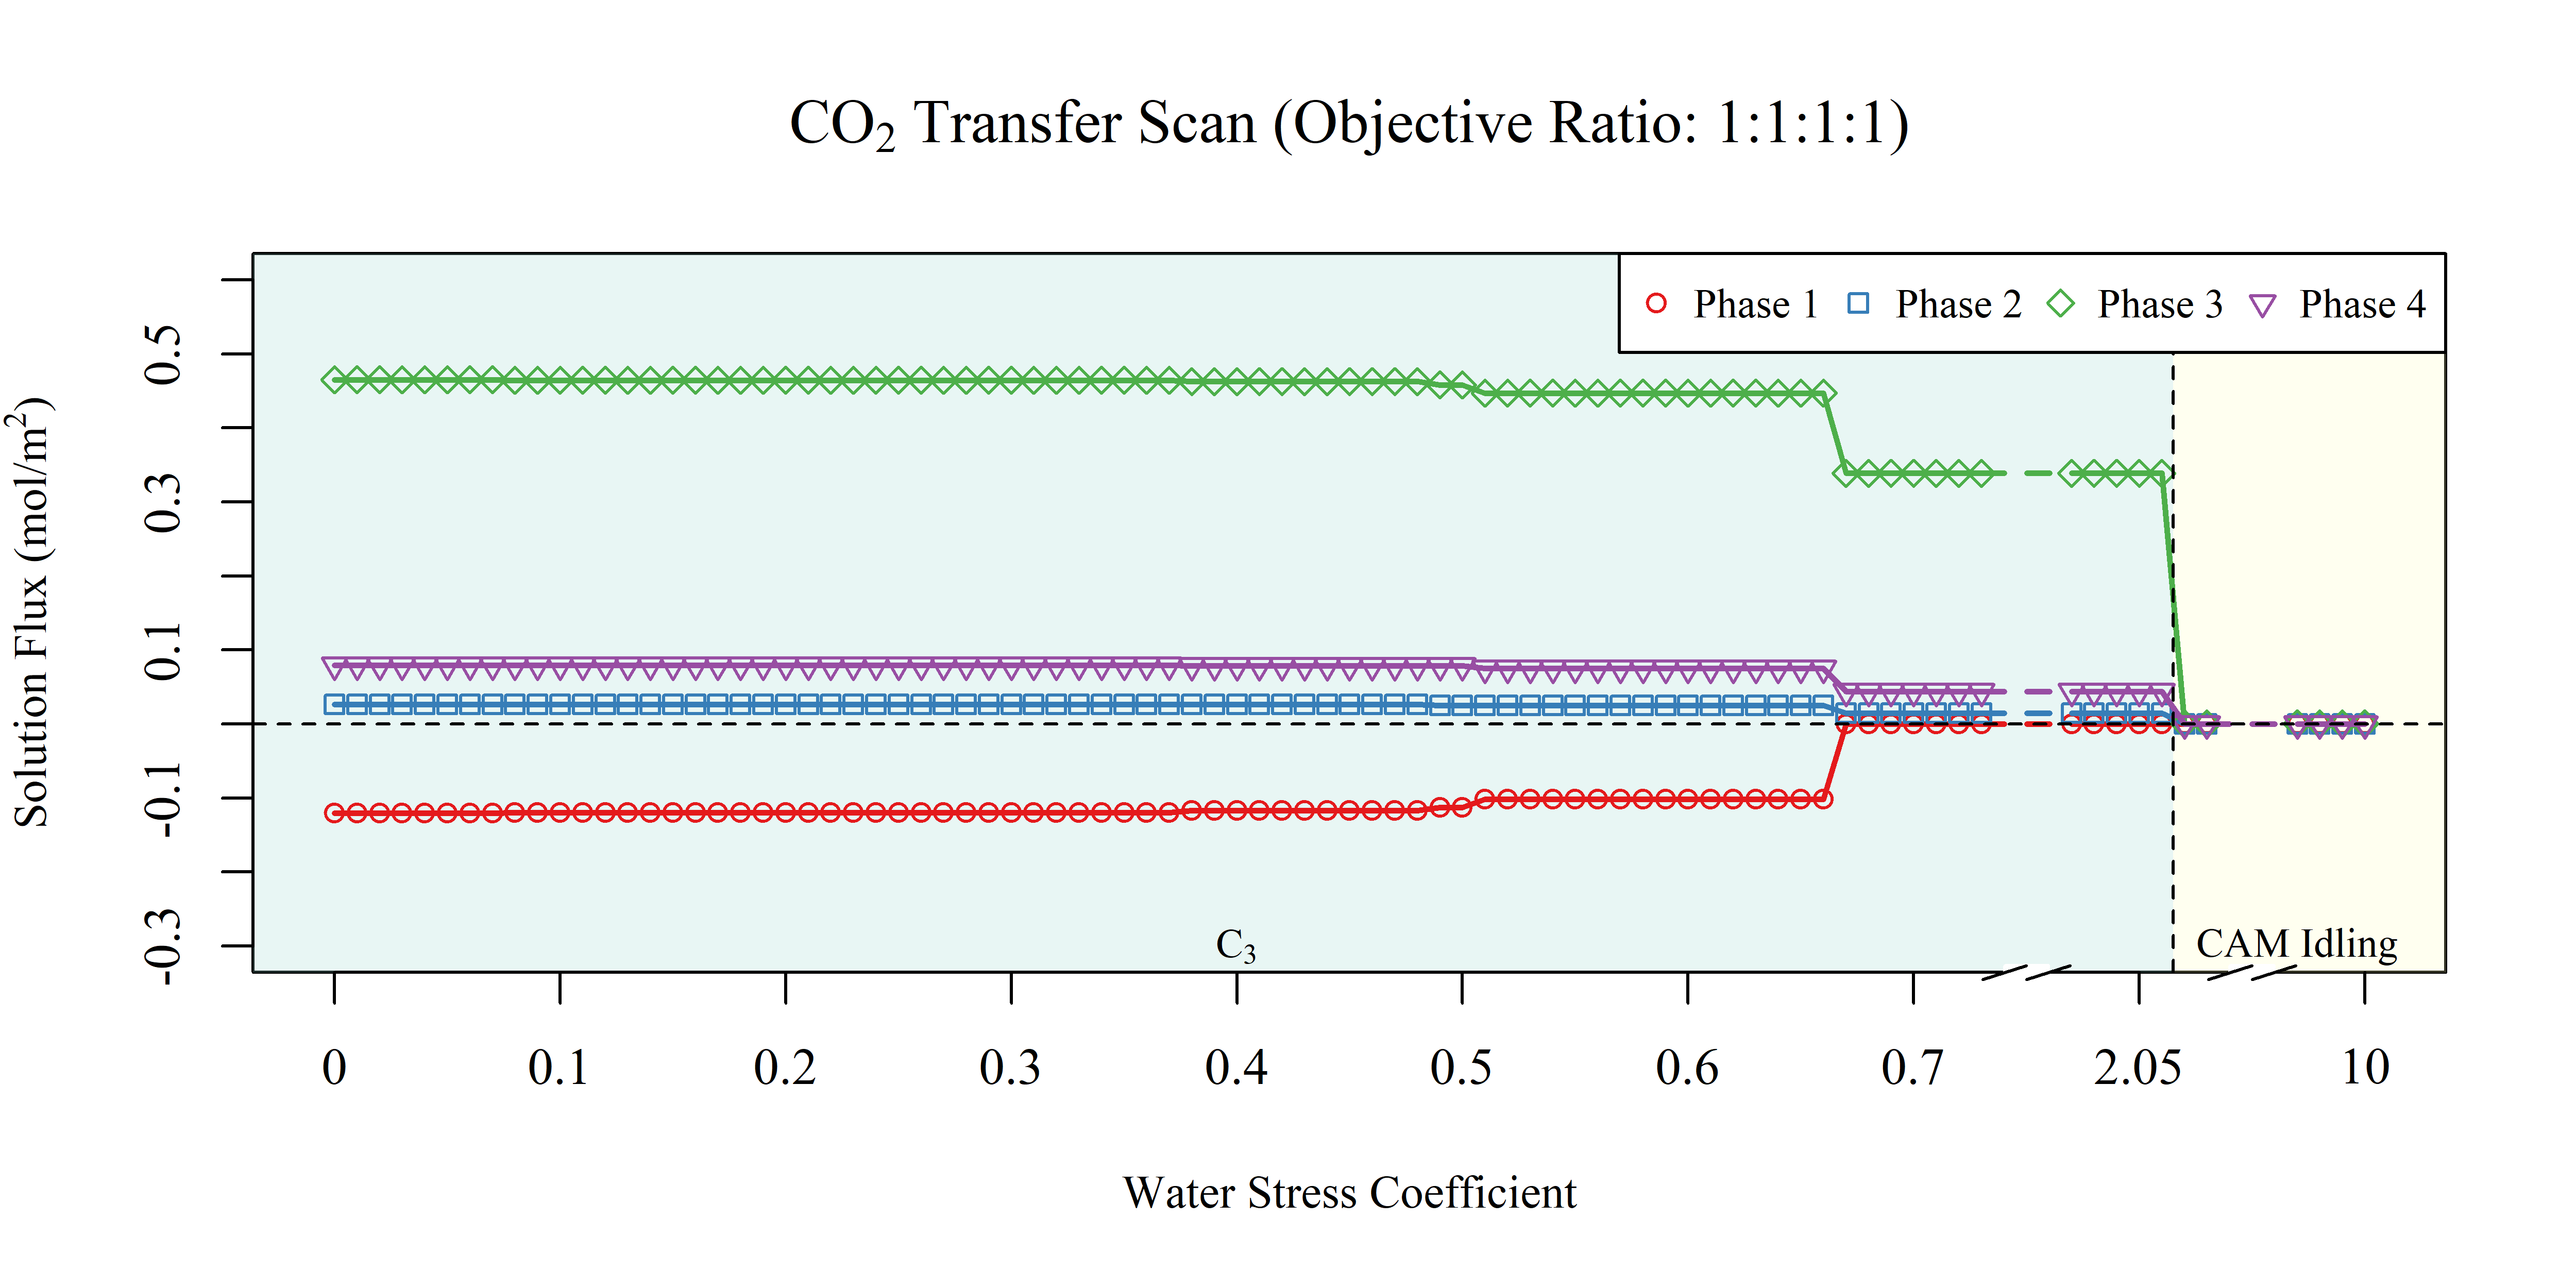 CO₂ Transfer Scan (Objective Ratio: 1:1:1:1)
Phase 1 Phase 2 Phase 3 Phase 4
Solution Flux (mol/m²)
0.5
0.3
0.1
-0.1
-0.3
C₃
CAM Idling
0 0.1 0.2 0.3 0.4 0.5 0.6 0.7 2.05 10
Water Stress Coefficient